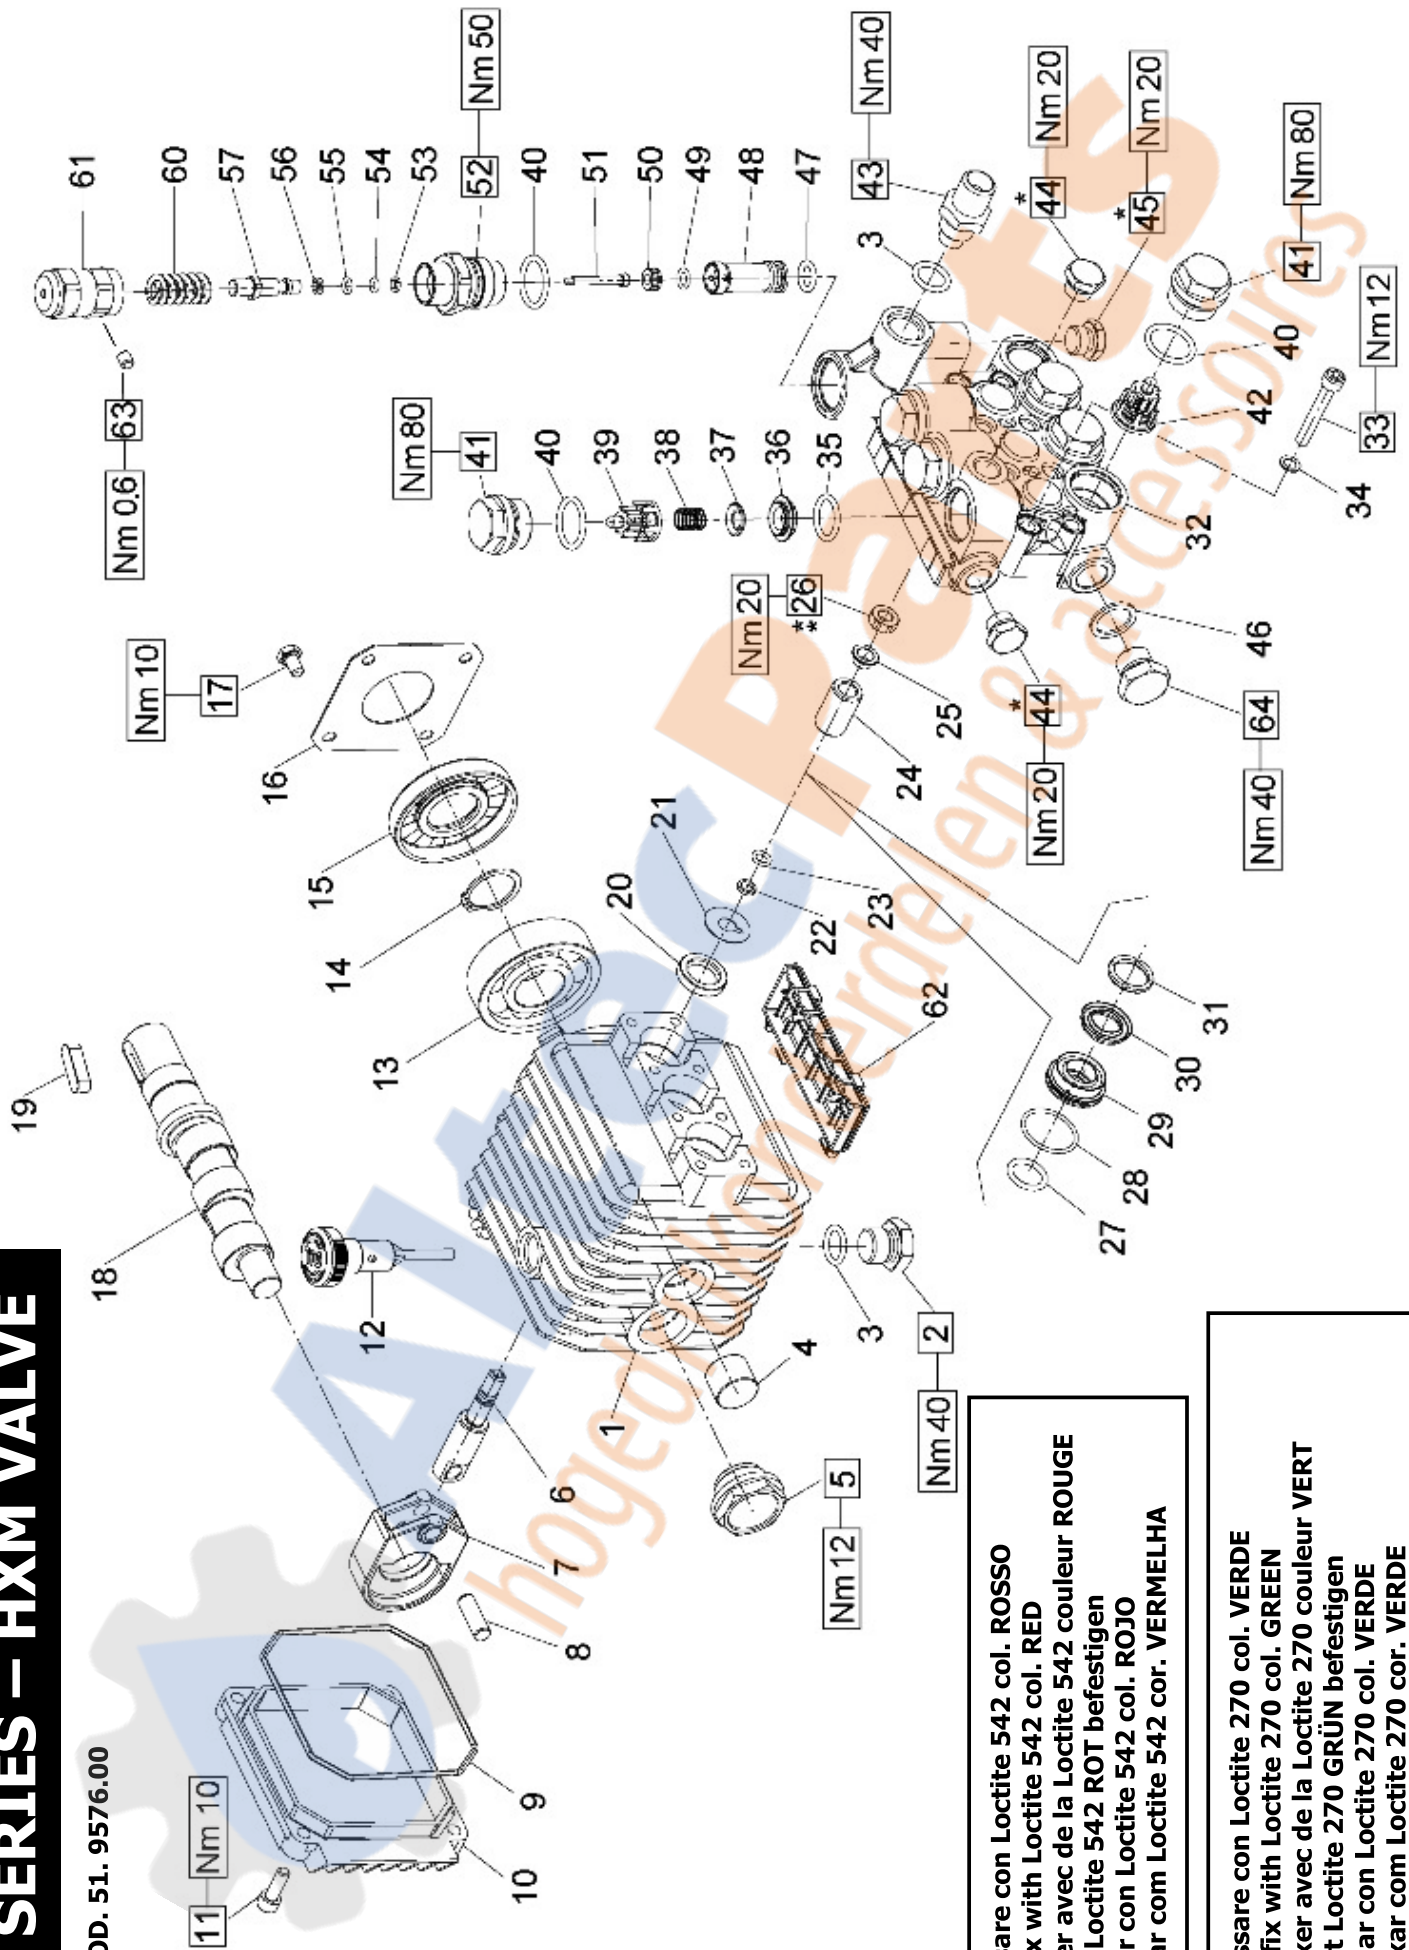 SERIES – HXM VALVE
OD. 51. 9576.00
11
Nm 10
10
9
8
7
6
12
18
19
1
5
Nm 12
4
3
2
Nm 40
13
14
15
16
17
Nm 10
20
21
22
23
24
25
**26
Nm 20
62
27
28
29
30
31
61
60
57
56
55
54
53
52
Nm 50
40
51
50
49
48
47
63
Nm 0.6
41
Nm 80
40
39
38
37
36
35
43
Nm 40
3
*44
Nm 20
*45
Nm 20
41
Nm 80
40
42
33
Nm 12
34
32
46
64
Nm 40
*44
Nm 20
AltecParts
hogedrukonderdelen & accessoires
sare con Loctite 542 col. ROSSO
x with Loctite 542 col. RED
er avec de la Loctite 542 couleur ROUGE
Loctite 542 ROT befestigen
r con Loctite 542 col. ROJO
ar com Loctite 542 cor. VERMELHA
ssare con Loctite 270 col. VERDE
fix with Loctite 270 col. GREEN
xer avec de la Loctite 270 couleur VERT
t Loctite 270 GRÜN befestigen
ar con Loctite 270 col. VERDE
xar com Loctite 270 cor. VERDE